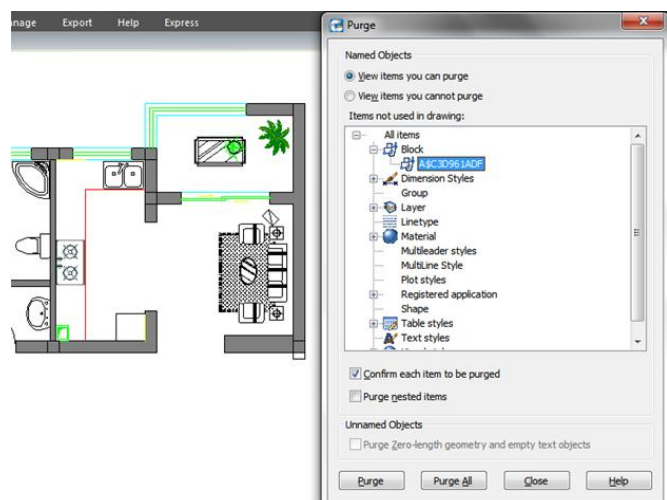 nage Export Help Express
Purge
Named Objects
View items you can purge
View items you cannot purge
Items not used in drawing:
All items
Block
A$C3D961ADF
Dimension Styles
Group
Layer
Linetype
Material
Multileader styles
MultiLine Style
Plot styles
Registered application
Shape
Table styles
Text styles
Confirm each item to be purged
Purge nested items
Unnamed Objects
Purge Zero-length geometry and empty text objects
Purge Purge All Close Help